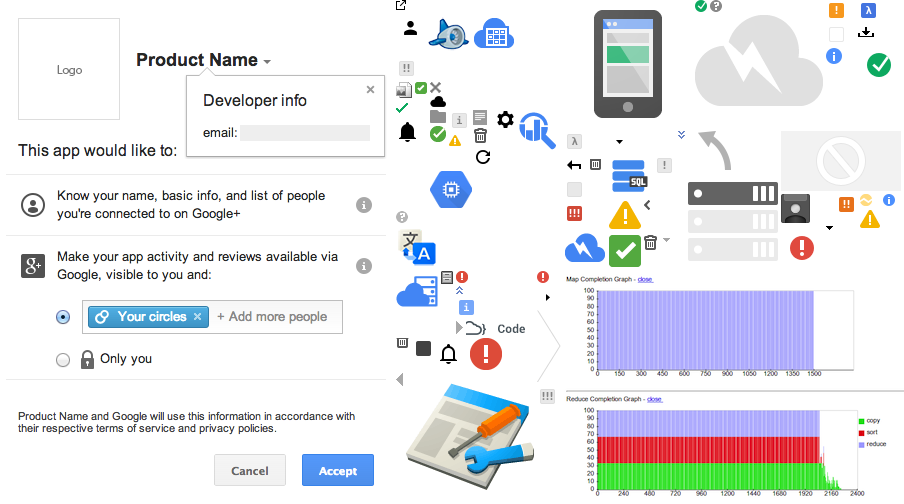 Logo
Product Name
Developer info
email:
This app would like to:
Know your name, basic info, and list of people
you're connected to on Google+
Make your app activity and reviews available via
Google, visible to you and:
Your circles
+ Add more people
Only you
Product Name and Google will use this information in accordance with
their respective terms of service and privacy policies.
Cancel
Accept
g+
!!
i
?
文
A
!
!
i
Code
!
!!!
?
!
λ
i
λ
SQL
!
!!!
!
!!
i
!
!
Map Completion Graph - close
100
90
80
70
60
50
40
30
20
10
0
0 150 300 450 600 750 900 1050 1200 1350 1500
Reduce Completion Graph - close
100
90
80
70
60
50
40
30
20
10
0
0 240 480 720 960 1200 1440 1680 1920 2160 2400
copy
sort
reduce